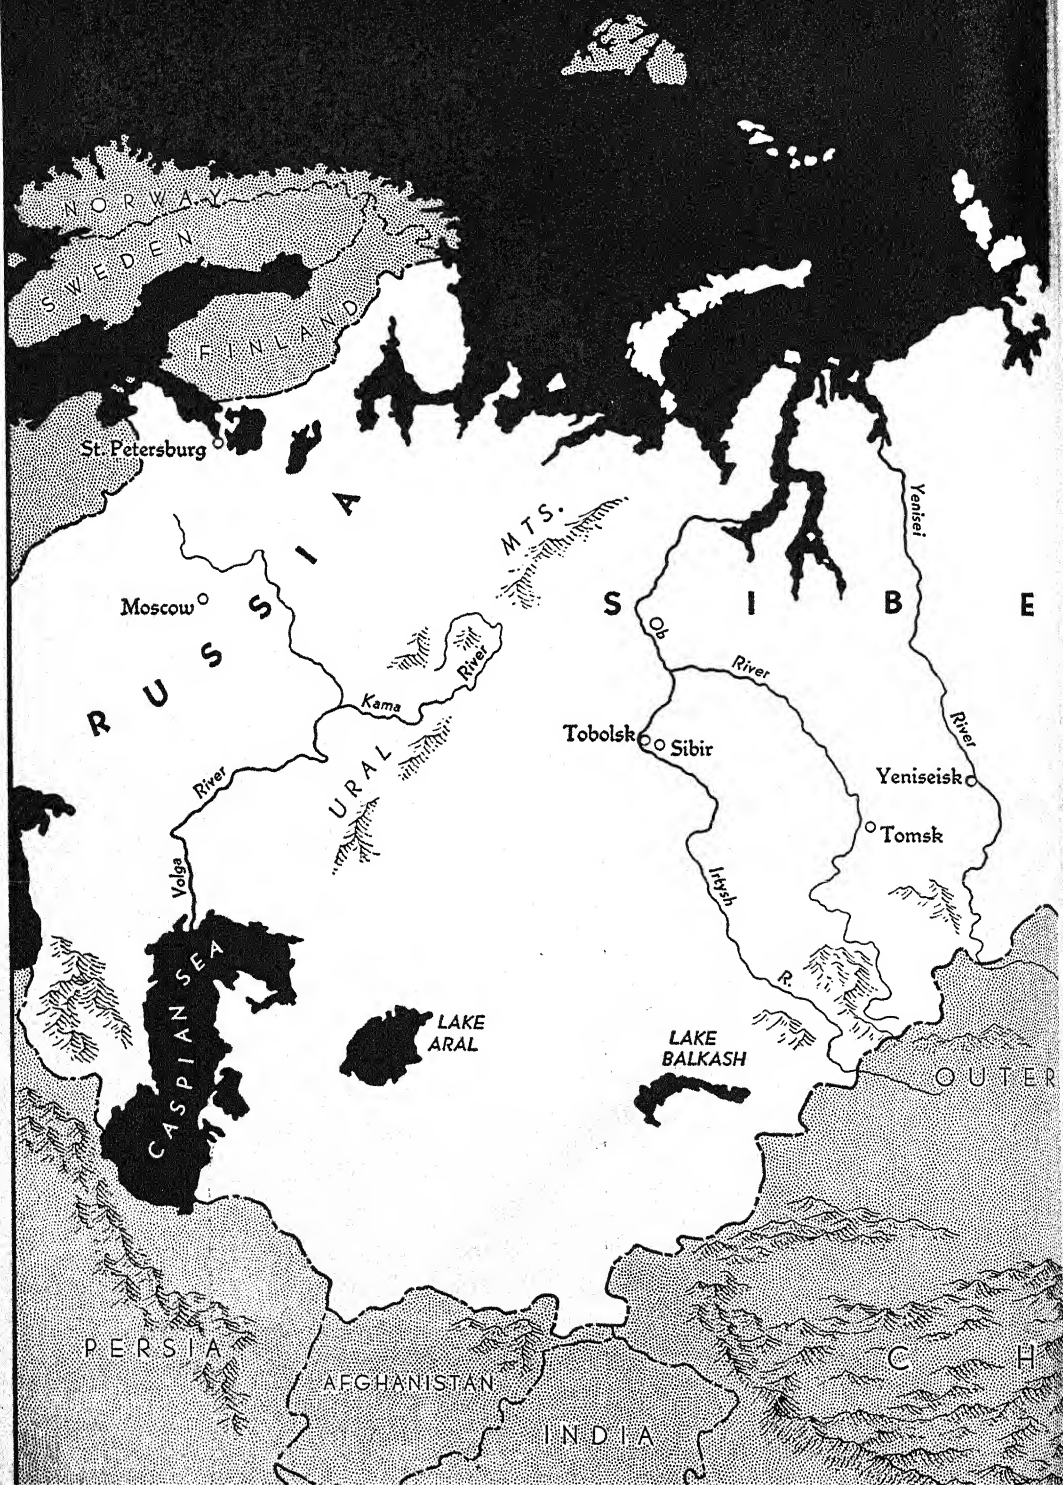 NORWAY
SWEDEN
FINLAND
St. Petersburg
RUSSIA
Moscow
MTS.
URAL
Kama
River
River
Volga
CASPIAN SEA
LAKE
ARAL
LAKE
BALKASH
SIBE
Yenisei
River
Ob
River
Tobolsk
Sibir
Yeniseisk
Tomsk
Irtysh
R.
OUTER
PERSIA
AFGHANISTAN
INDIA
C H